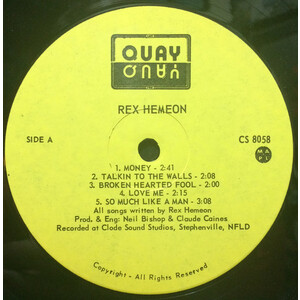 QUAY
QUAY
REX HEMEON
SIDE A
CS 8058
MAPL
1. MONEY - 2:41
2. TALKIN TO THE WALLS - 2:08
3. BROKEN HEARTED FOOL - 2:00
4. LOVE ME - 2:15
5. SO MUCH LIKE A MAN - 3:08
All songs written by Rex Hemeon
Prod. & Eng: Neil Bishop & Claude Caines
Recorded at Clode Sound Studios, Stephenville, NFLD
Copyright - All Rights Reserved